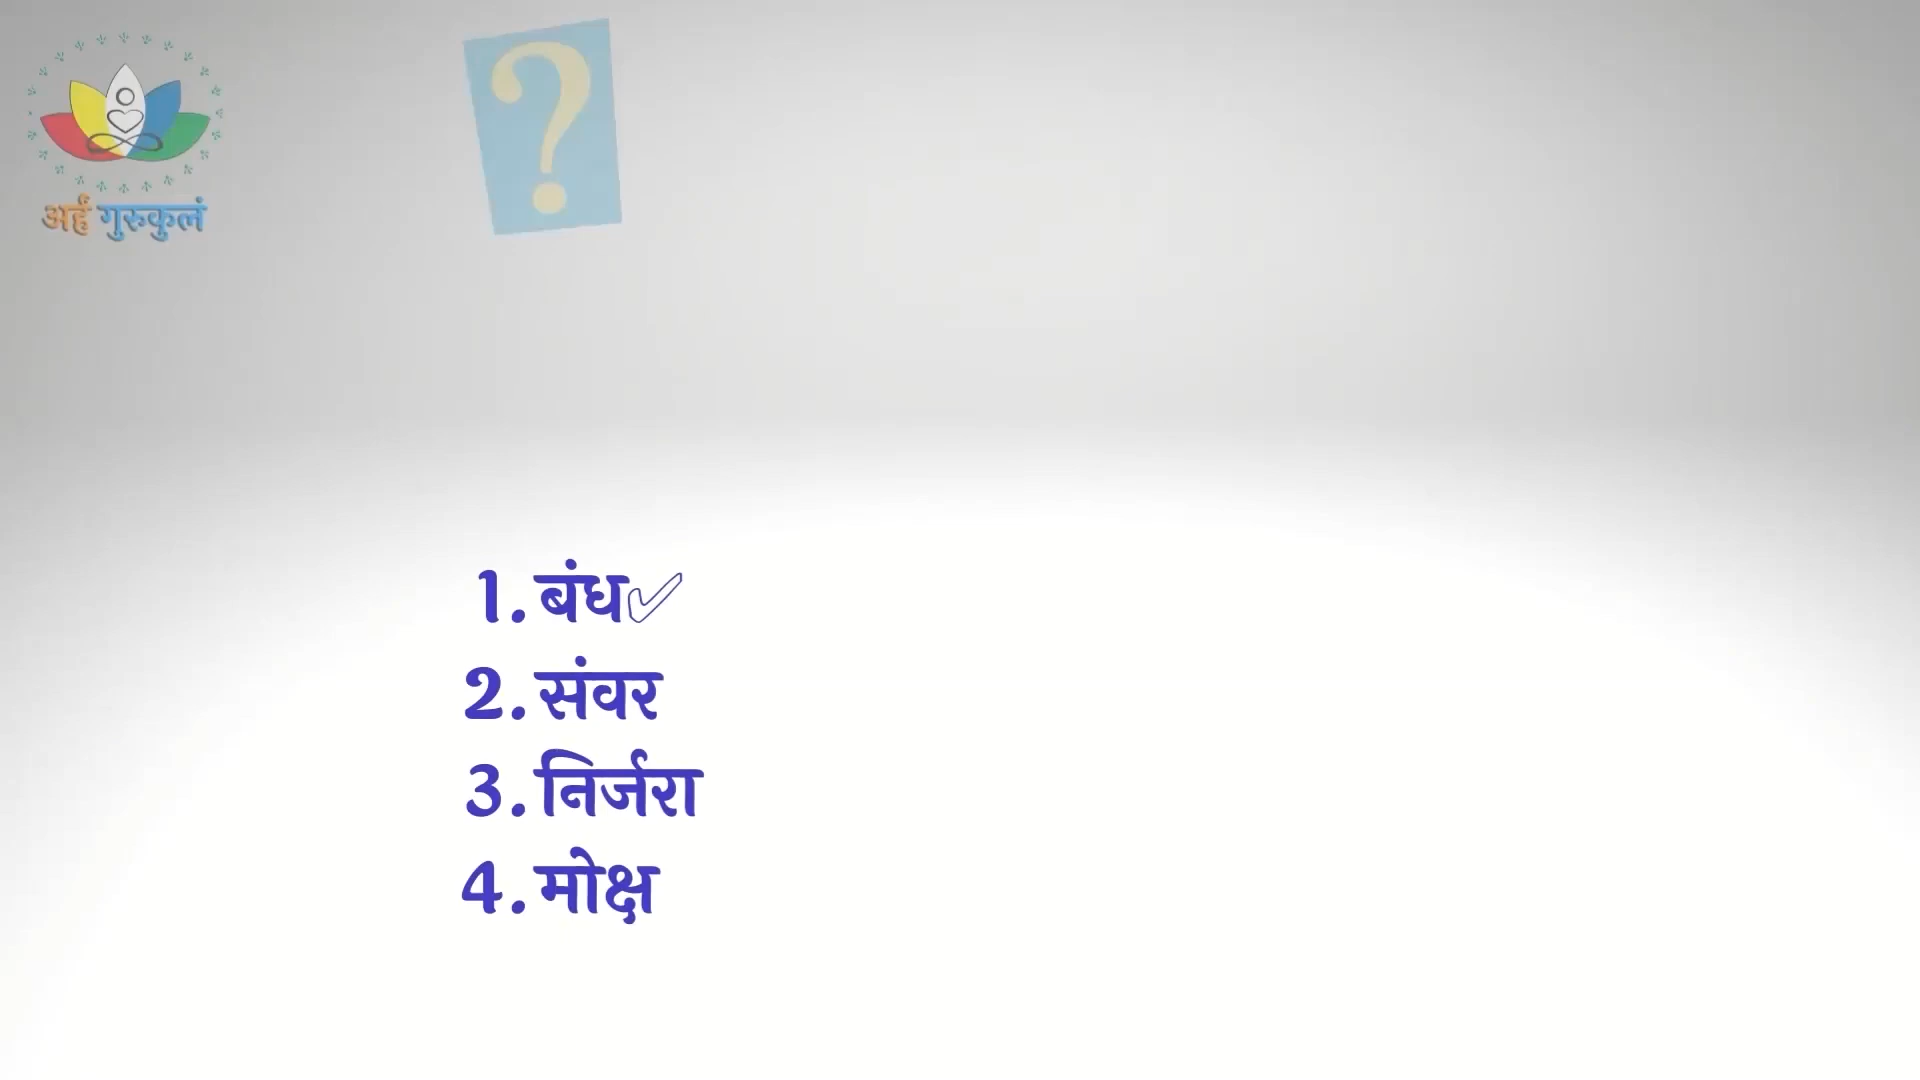 अर्हं गुरुकुलं
?
1. बंध✓
2. संवर
3. निर्जरा
4. मोक्ष